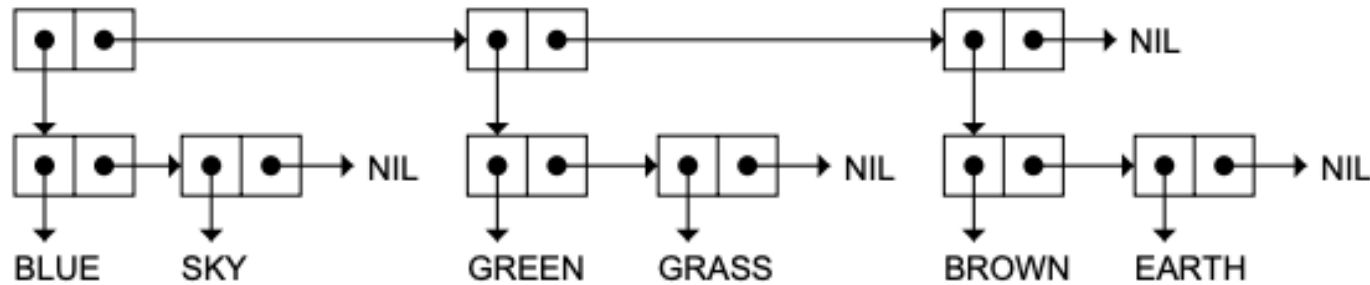 NIL
NIL NIL NIL
BLUE SKY GREEN GRASS BROWN EARTH